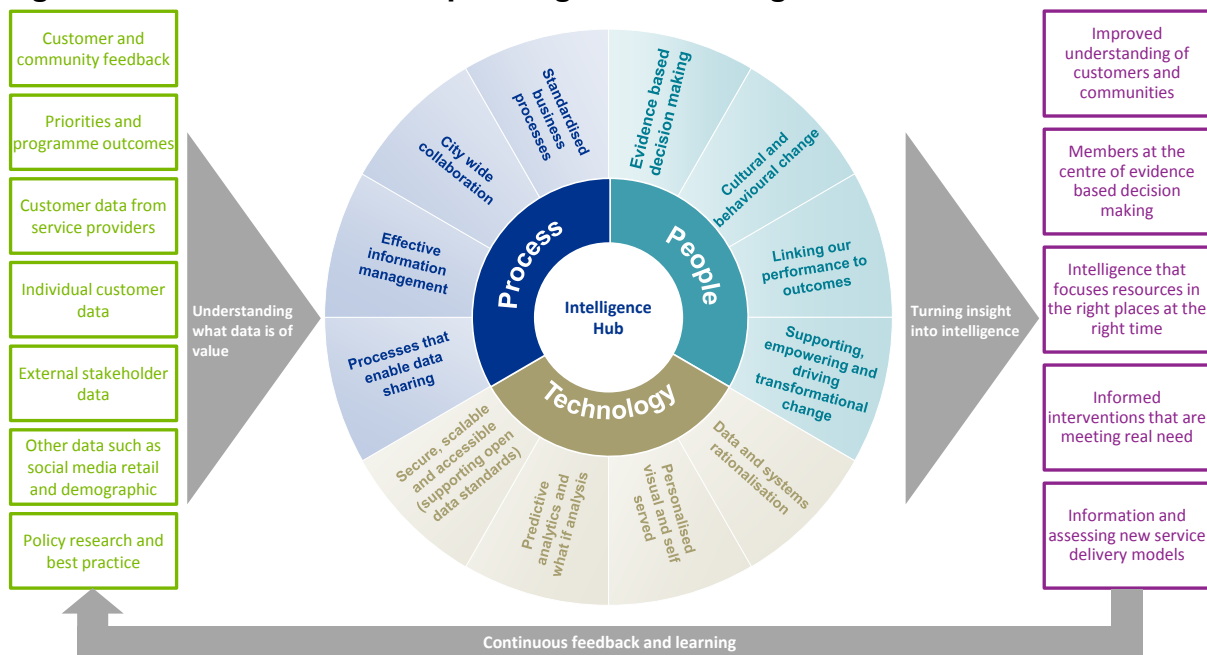 Customer and
community feedback
Priorities and
programme outcomes
Customer data from
service providers
Individual customer
data
External stakeholder
data
Other data such as
social media retail
and demographic
Policy research and
best practice
Understanding
what data is of
value
Standardised
business
processes
City wide
collaboration
Effective
information
management
Processes that
enable data
sharing
Evidence based
decision making
Cultural and
behavioural change
Linking our
performance to
outcomes
Supporting,
empowering and
driving
transformational
change
Data and systems
rationalisation
Personalised
visual and self
served
Predictive
analytics and
what if analysis
Secure, scalable
and accessible
(supporting open
data standards)
Process
People
Technology
Intelligence
Hub
Turning insight
into intelligence
Improved
understanding of
customers and
communities
Members at the
centre of evidence
based decision
making
Intelligence that
focuses resources in
the right places at the
right time
Informed
interventions that are
meeting real need
Information and
assessing new service
delivery models
Continuous feedback and learning